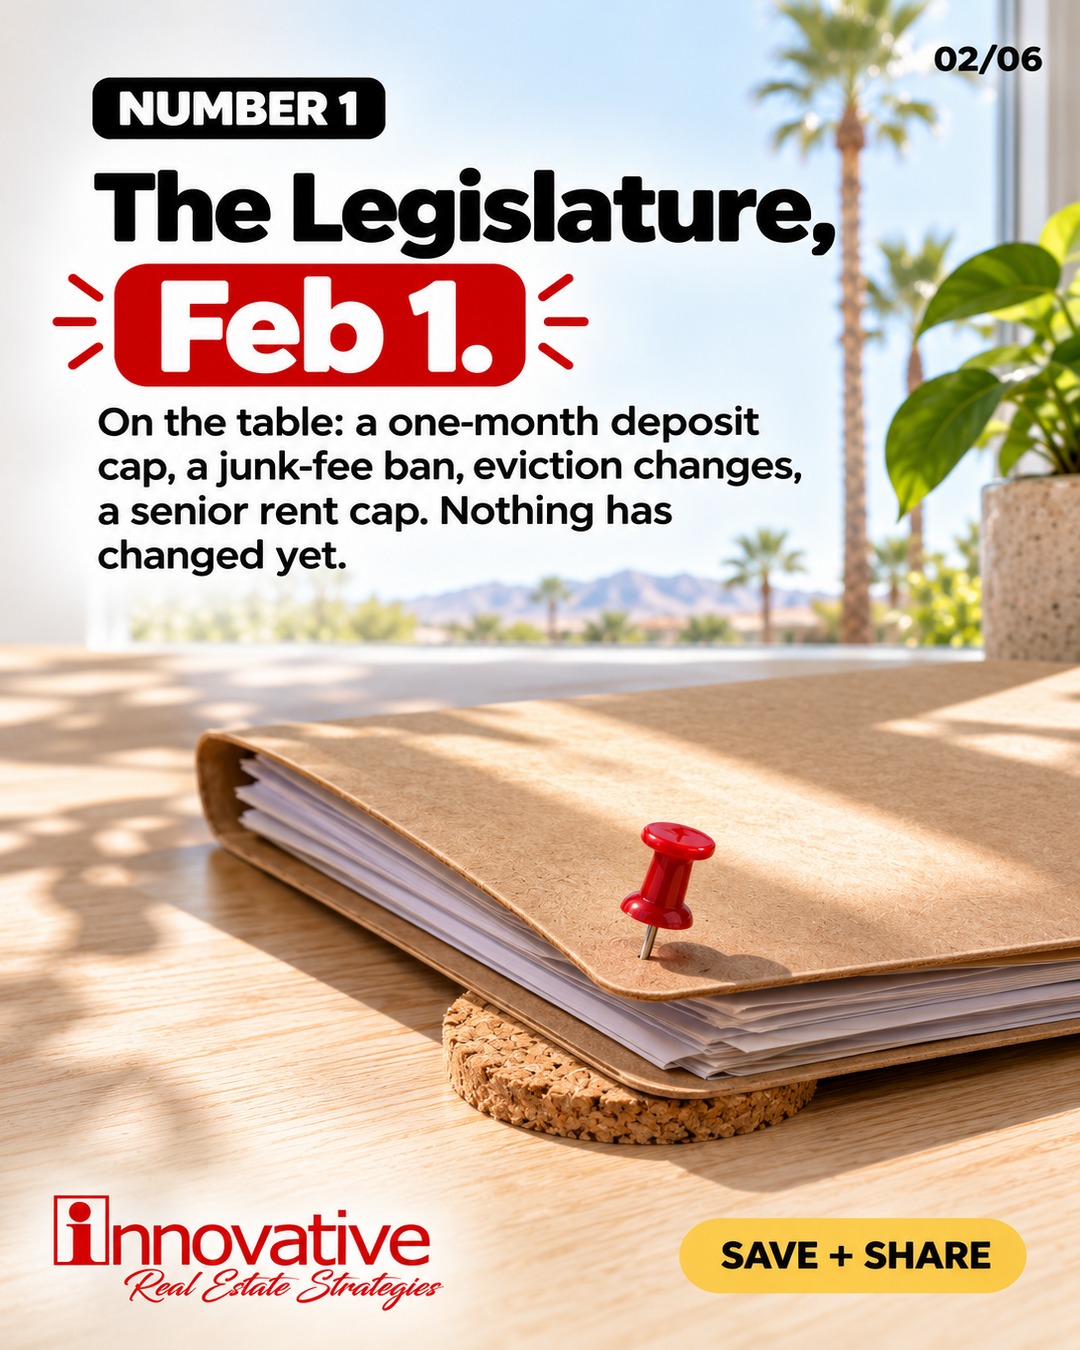 02/06
NUMBER 1
The Legislature,
Feb 1.
On the table: a one-month deposit
cap, a junk-fee ban, eviction changes,
a senior rent cap. Nothing has
changed yet.
innovative
Real Estate Strategies
SAVE + SHARE